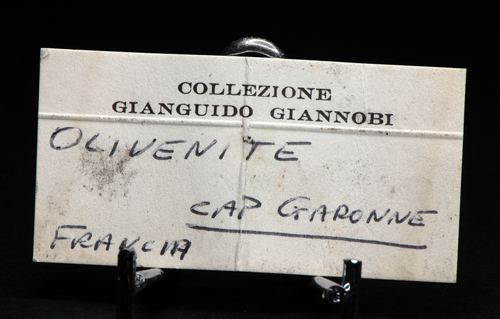 COLLEZIONE
GIANGUIDO GIANNOBI
OLIVENITE
CAP GARONNE
FRANCIA